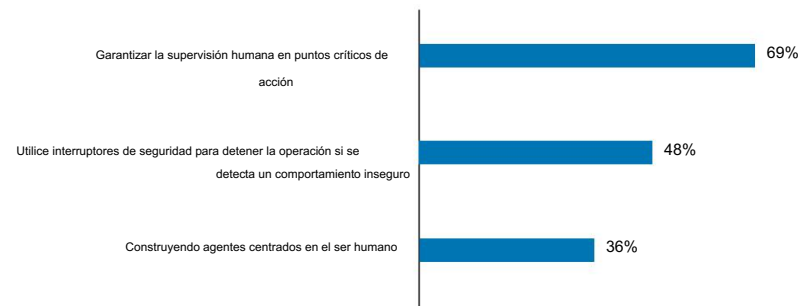 Garantizar la supervisión humana en puntos críticos de
acción
69%
Utilice interruptores de seguridad para detener la operación si se
detecta un comportamiento inseguro
48%
Construyendo agentes centrados en el ser humano
36%